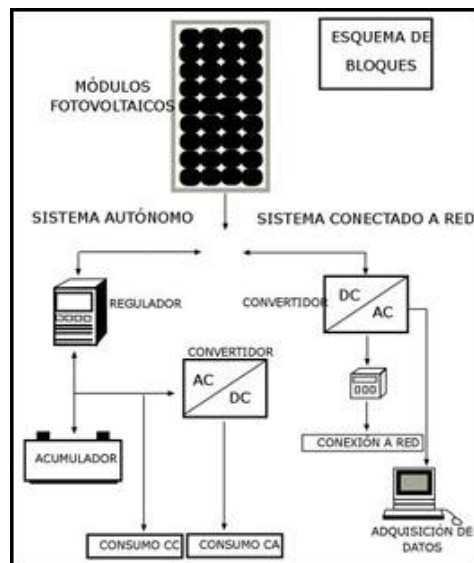 ESQUEMA DE
BLOQUES
MÓDULOS
FOTOVOLTAICOS
SISTEMA AUTÓNOMO
SISTEMA CONECTADO A RED
REGULADOR
CONVERTIDOR
DC
AC
CONVERTIDOR
AC
DC
ACUMULADOR
CONEXIÓN A RED
CONSUMO CC
CONSUMO CA
ADQUISICIÓN DE
DATOS